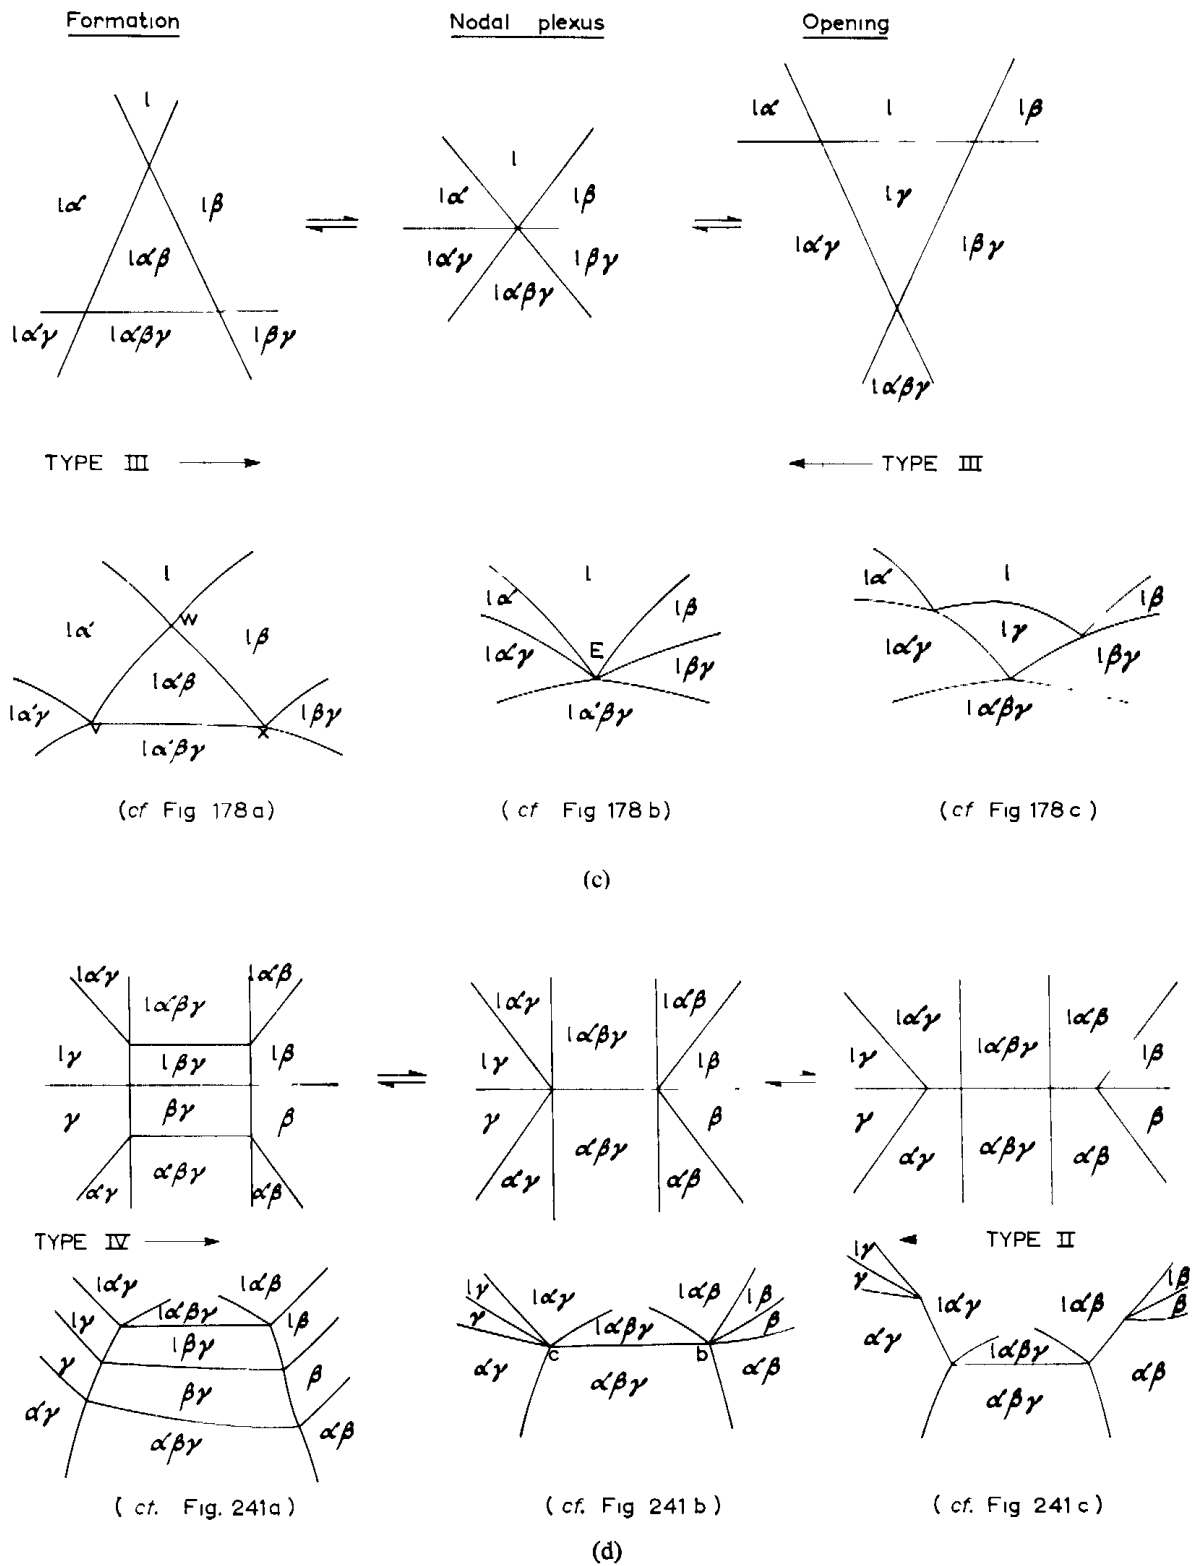 Formation Nodal plexus Opening
l l l
lα lβ lα lβ lα lβ
lαβ lαγ lβγ lγ
lαγ lαβγ lβγ lαβγ lαγ lβγ
lαβγ
TYPE III TYPE III
l l lα l lβ
W lα lβ
lα lβ lαγ E lβγ lαγ lγ lβγ
lαβ
lαγ V X lβγ lαβγ lαβγ
lαβγ
(cf Fig 178a) (cf Fig 178b) (cf Fig 178c)
(c)
lαγ lαβγ lαβ lαγ lαβγ lαβ lαγ lαβγ lαβ
lγ lβγ lβ lγ lβ lγ lβ
γ βγ β γ β γ β
αγ αβγ αβ αγ αβγ αβ αγ αβγ αβ
TYPE IV TYPE II
lαγ lαβ lγ lαγ lαβ lβ lγ lαγ lαβ lβ
lγ lαβγ lβ γ lαβγ β γ β
lβγ
γ βγ β c b lαβγ
αγ αβγ αβ αγ αβγ αβ αγ αβγ αβ
(cf. Fig. 241a) (cf. Fig 241b) (cf. Fig 241c)
(d)